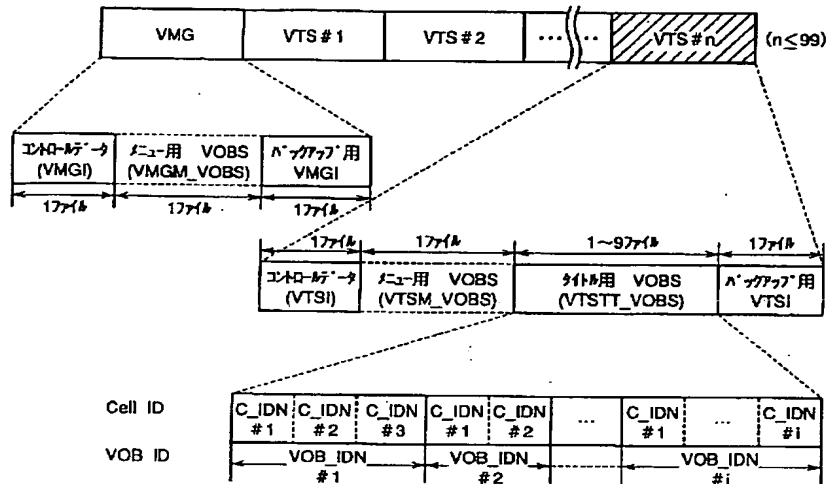 VMG VTS#1 VTS#2 ‥‥ ‥‥ VTS#n (n≤99)
コントロールデータ メニュー用 VOBS バックアップ用
(VMGI) (VMGM_VOBS) VMGI
1ファイル 1ファイル 1ファイル
1ファイル 1ファイル 1~9ファイル 1ファイル
コントロールデータ メニュー用 VOBS タイトル用 VOBS バックアップ用
(VTSI) (VTSM_VOBS) (VTSTT_VOBS) VTSI
Cell ID C_IDN C_IDN C_IDN C_IDN C_IDN … C_IDN … C_IDN
#1 #2 #3 #1 #2 #1 #i
VOB ID VOB_IDN VOB_IDN VOB_IDN
#1 #2 #i